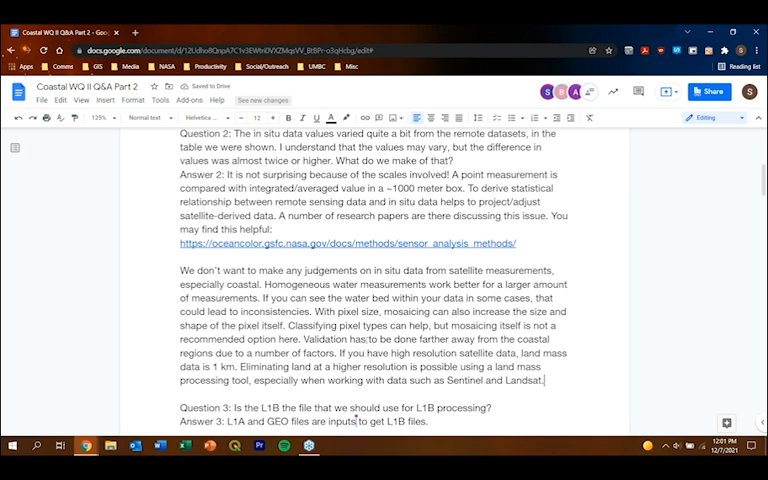 Coastal WQ II Q&A Part 2 - Goo
docs.google.com/document/d/
Apps Comms GIS Media NASA Productivity Social/Outreach UMBC Misc Reading list
Coastal WQ II Q&A Part 2 Saved to Drive
File Edit View Insert Format Tools Add-ons Help See new changes
S B A Share S
125% Normal text Helvetica ... 12 B I U A Editing
Question 2: The in situ data values varied quite a bit from the remote datasets, in the
table we were shown. I understand that the values may vary, but the difference in
values was almost twice or higher. What do we make of that?
Answer 2: It is not surprising because of the scales involved! A point measurement is
compared with integrated/averaged value in a ~1000 meter box. To derive statistical
relationship between remote sensing data and in situ data helps to project/adjust
satellite-derived data. A number of research papers are there discussing this issue. You
may find this helpful:
https://oceancolor.gsfc.nasa.gov/docs/methods/sensor_analysis_methods/
We don't want to make any judgements on in situ data from satellite measurements,
especially coastal. Homogeneous water measurements work better for a larger amount
of measurements. If you can see the water bed within your data in some cases, that
could lead to inconsistencies. With pixel size, mosaicing can also increase the size and
shape of the pixel itself. Classifying pixel types can help, but mosaicing itself is not a
recommended option here. Validation has to be done farther away from the coastal
regions due to a number of factors. If you have high resolution satellite data, land mass
data is 1 km. Eliminating land at a higher resolution is possible using a land mass
processing tool, especially when working with data such as Sentinel and Landsat.
Question 3: Is the L1B the file that we should use for L1B processing?
Answer 3: L1A and GEO files are inputs to get L1B files.
12:01 PM
12/7/2021